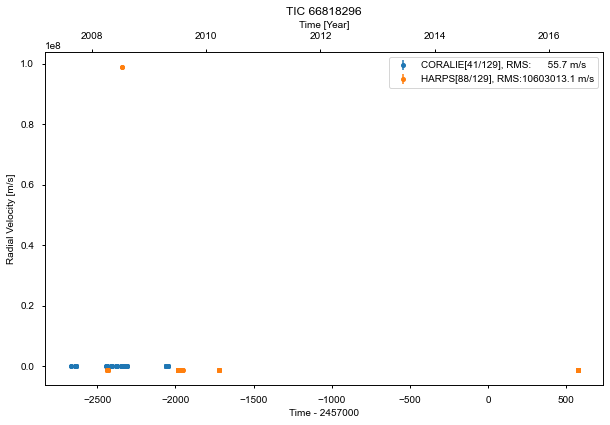 TIC 66818296
Time [Year]
2008 2010 2012 2014 2016
1e8
CORALIE[41/129], RMS: 55.7 m/s
HARPS[88/129], RMS:10603013.1 m/s
1.0
0.8
0.6
0.4
0.2
0.0
Radial Velocity [m/s]
−2500 −2000 −1500 −1000 −500 0 500
Time - 2457000